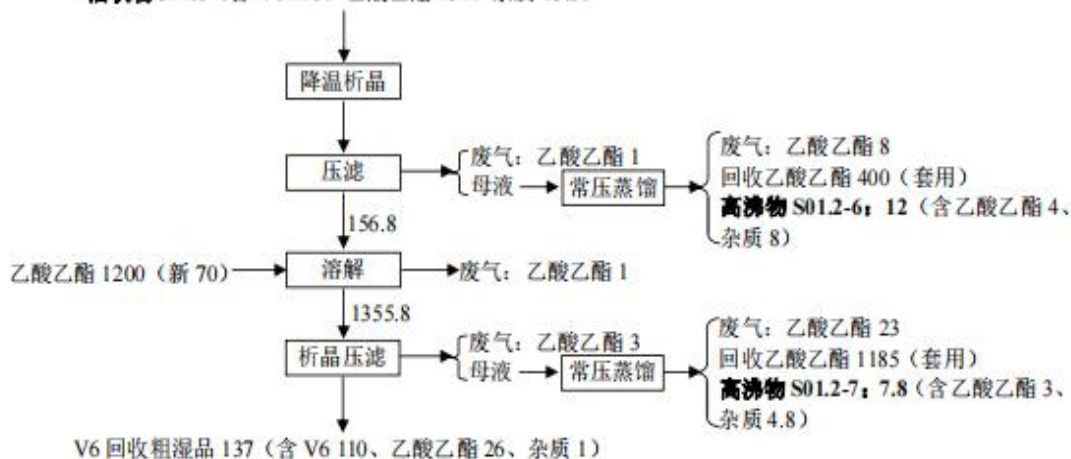 降温析晶
压滤
废气：乙酸乙酯 1
母液
常压蒸馏
废气：乙酸乙酯 8
回收乙酸乙酯 400（套用）
高沸物 S01.2-6：12（含乙酸乙酯 4、
杂质 8）
156.8
乙酸乙酯 1200（新 70）
溶解
废气：乙酸乙酯 1
1355.8
析晶压滤
废气：乙酸乙酯 3
母液
常压蒸馏
废气：乙酸乙酯 23
回收乙酸乙酯 1185（套用）
高沸物 S01.2-7：7.8（含乙酸乙酯 3、
杂质 4.8）
V6 回收粗湿品 137（含 V6 110、乙酸乙酯 26、杂质 1）